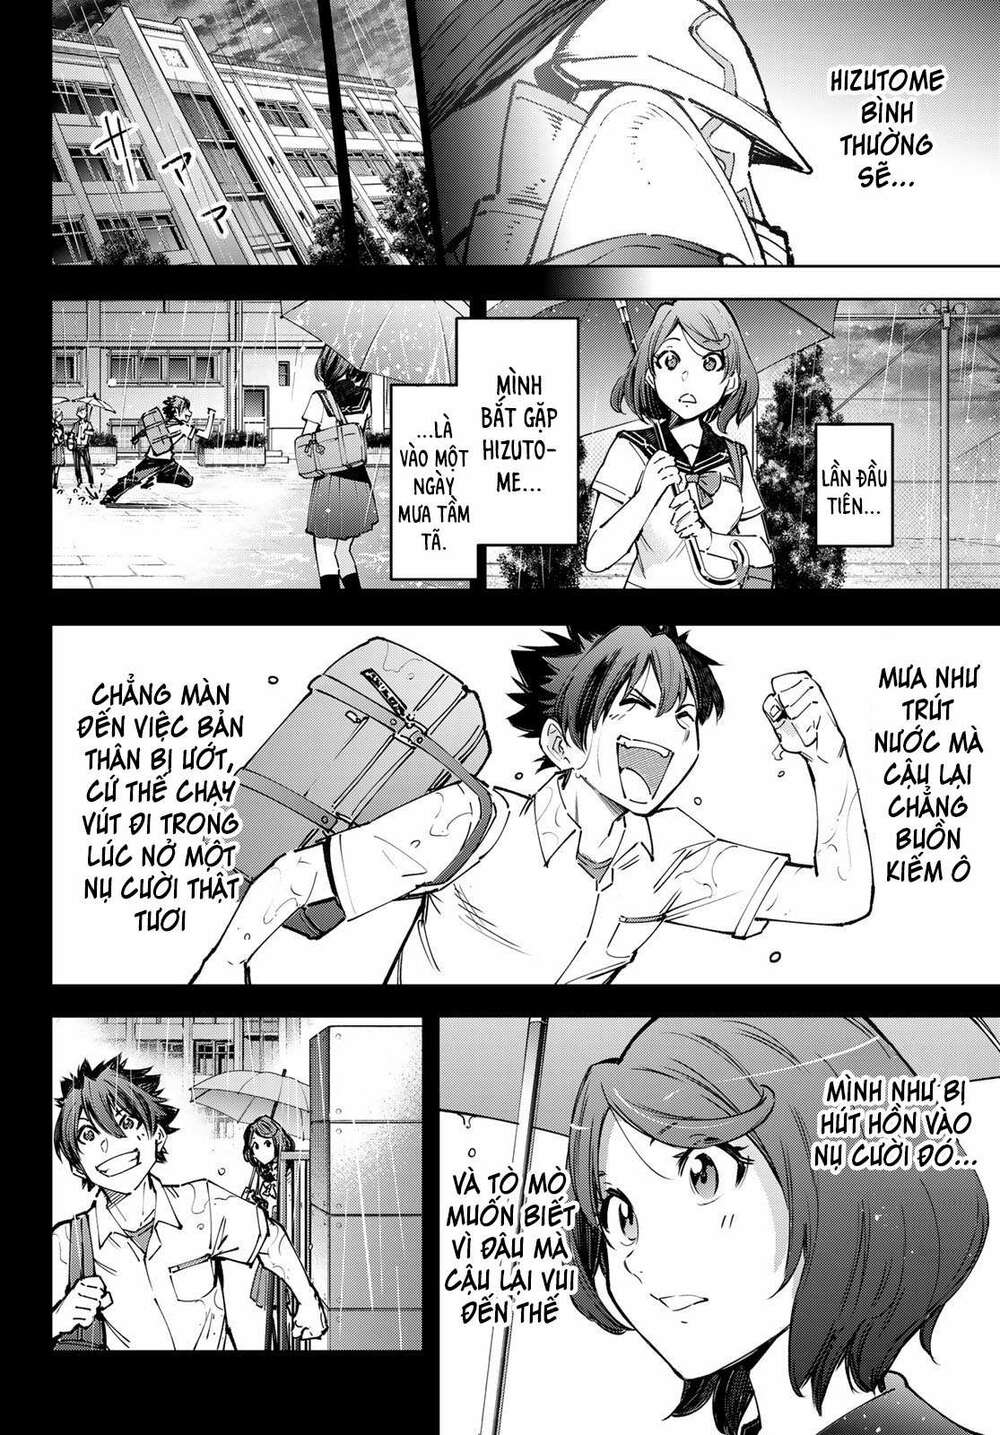 HIZUTOME
BÌNH
THƯỜNG
SẼ...
ザァァ
LẦN ĐẦU
TIÊN...
MÌNH
BẮT GẶP
HIZUTO-
ME...
...LÀ
VÀO MỘT
NGÀY
MƯA TẦM
TÃ.
MƯA NHƯ
TRÚT
NƯỚC MÀ
CẬU LẠI
CHẲNG
BUỒN
KIẾM Ô
CHẲNG MÀN
ĐẾN VIỆC BẢN
THÂN BỊ ƯỚT,
CỨ THẾ CHẠY
VÚT ĐI TRONG
LÚC NỞ MỘT
NỤ CƯỜI THẬT
TƯƠI
MÌNH NHƯ BỊ
HÚT HỒN VÀO
NỤ CƯỜI ĐÓ...
VÀ TÒ MÒ
MUỐN BIẾT
VÌ ĐÂU MÀ
CẬU LẠI VUI
ĐẾN THẾ